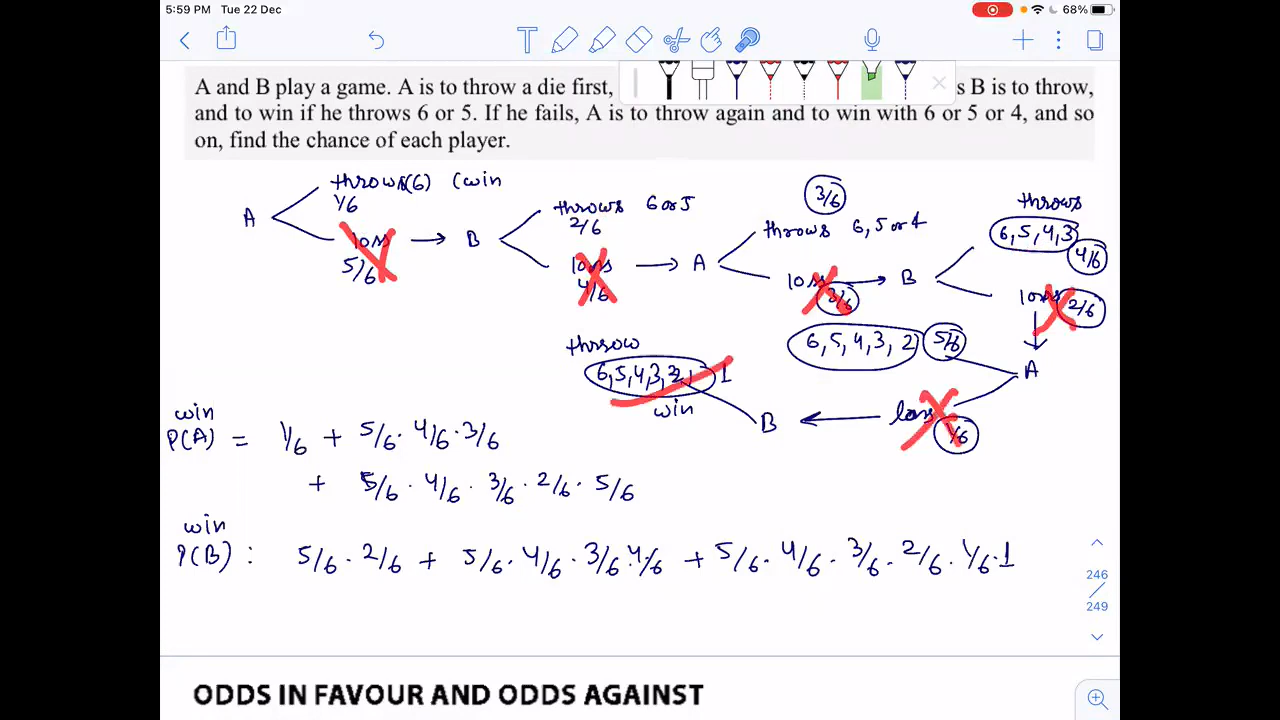 5:59 PM Tue 22 Dec
68%
A and B play a game. A is to throw a die first, s B is to throw,
and to win if he throws 6 or 5. If he fails, A is to throw again and to win with 6 or 5 or 4, and so
on, find the chance of each player.
throws (6) (win
1/6
A
loss
5/6
B
throws 6 or 5
2/6
loss
4/6
A
3/6
throws 6, 5 or 4
loss
3/6
B
throws
6, 5, 4, 3
4/6
loss 2/6
6, 5, 4, 3, 2 5/6
A
loss
1/6
B
throw
6, 5, 4, 3, 2, 1 1
win
win
P(A) = 1/6 + 5/6 · 4/6 · 3/6
+ 5/6 · 4/6 · 3/6 · 2/6 · 5/6
win
P(B) : 5/6 · 2/6 + 5/6 · 4/6 · 3/6 · 4/6 + 5/6 · 4/6 · 3/6 · 2/6 · 1/6 · 1
246
249
ODDS IN FAVOUR AND ODDS AGAINST